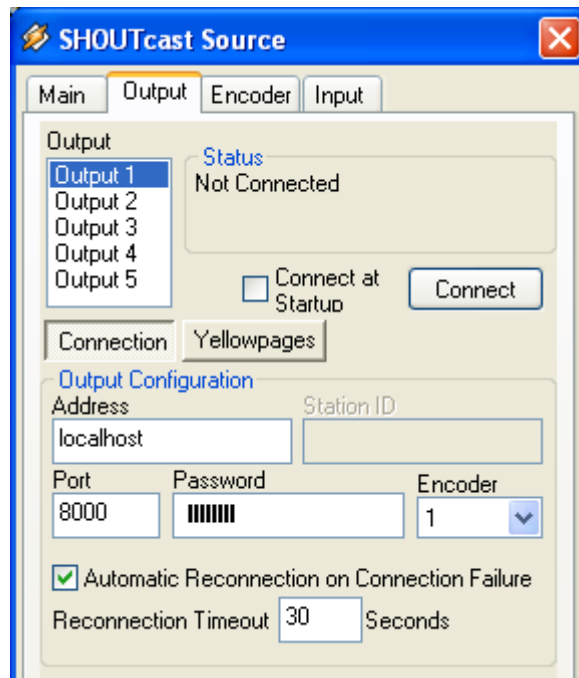 SHOUTcast Source
Main Output Encoder Input
Output
Output 1
Output 2
Output 3
Output 4
Output 5
Status
Not Connected
Connect at
Startup
Connect
Connection Yellowpages
Output Configuration
Address Station ID
localhost
Port Password Encoder
8000 1
Automatic Reconnection on Connection Failure
Reconnection Timeout 30 Seconds